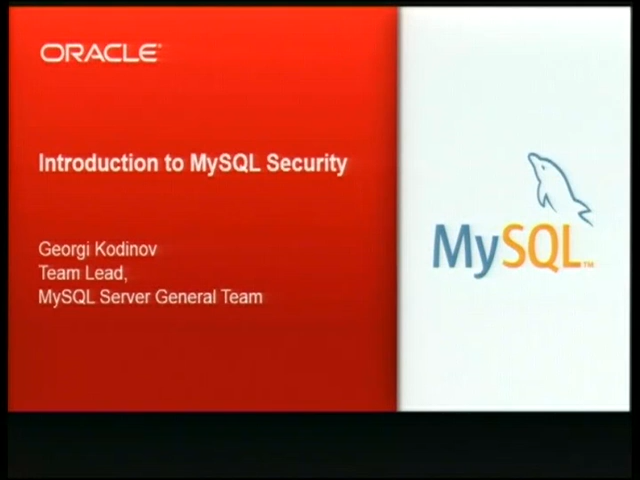 ORACLE
Introduction to MySQL Security
Georgi Kodinov
Team Lead,
MySQL Server General Team
MySQL™